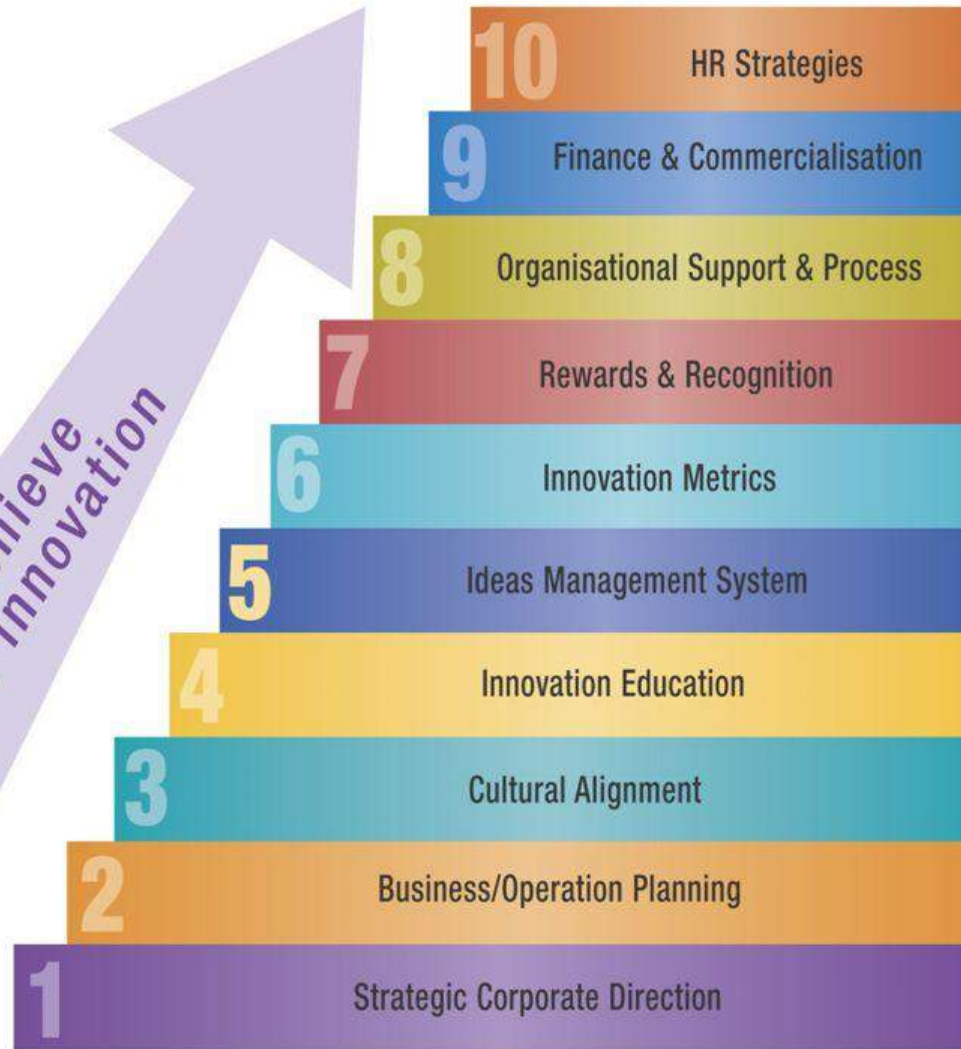 10 HR Strategies
9 Finance & Commercialisation
8 Organisational Support & Process
7 Rewards & Recognition
6 Innovation Metrics
5 Ideas Management System
4 Innovation Education
3 Cultural Alignment
2 Business/Operation Planning
1 Strategic Corporate Direction
Innovation